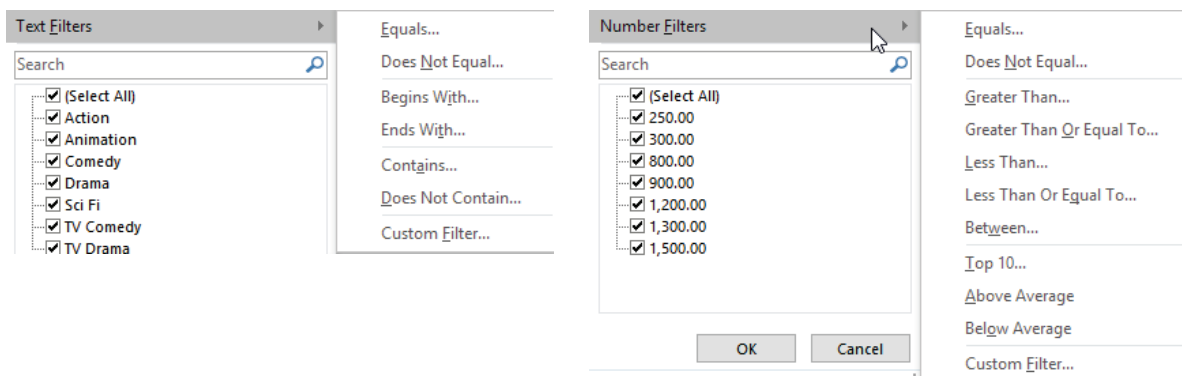 Text Filters
Search
(Select All)
Action
Animation
Comedy
Drama
Sci Fi
TV Comedy
TV Drama
Equals...
Does Not Equal...
Begins With...
Ends With...
Contains...
Does Not Contain...
Custom Filter...
Number Filters
Search
(Select All)
250.00
300.00
800.00
900.00
1,200.00
1,300.00
1,500.00
OK Cancel
Equals...
Does Not Equal...
Greater Than...
Greater Than Or Equal To...
Less Than...
Less Than Or Equal To...
Between...
Top 10...
Above Average
Below Average
Custom Filter...